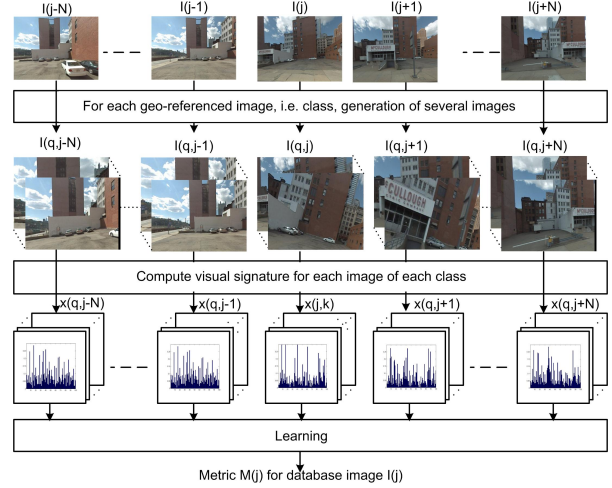 I(j-N) I(j-1) I(j) I(j+1) I(j+N)
For each geo-referenced image, i.e. class, generation of several images
I(q,j-N) I(q,j-1) I(q,j) I(q,j+1) I(q,j+N)
CULLOUGH
Compute visual signature for each image of each class
x(q,j-N) x(q,j-1) x(j,k) x(q,j+1) x(q,j+N)
Learning
Metric M(j) for database image I(j)